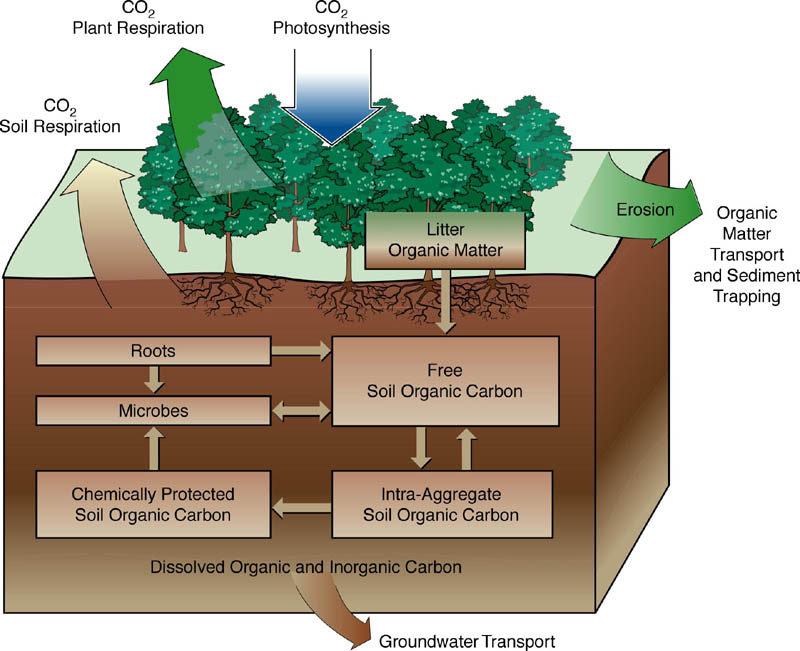 CO₂
Plant Respiration
CO₂
Photosynthesis
CO₂
Soil Respiration
Erosion
Organic
Matter
Transport
and Sediment
Trapping
Litter
Organic Matter
Roots
Free
Soil Organic Carbon
Microbes
Chemically Protected
Soil Organic Carbon
Intra-Aggregate
Soil Organic Carbon
Dissolved Organic and Inorganic Carbon
Groundwater Transport